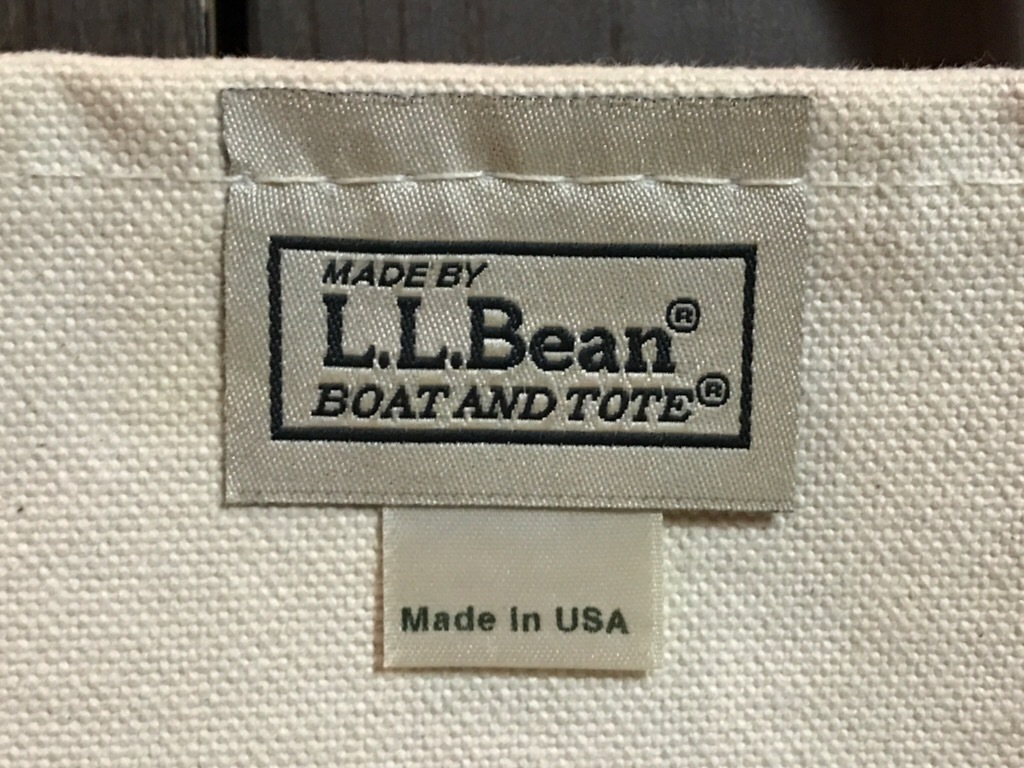 MADE BY
L.L.Bean®
BOAT AND TOTE®
Made in USA